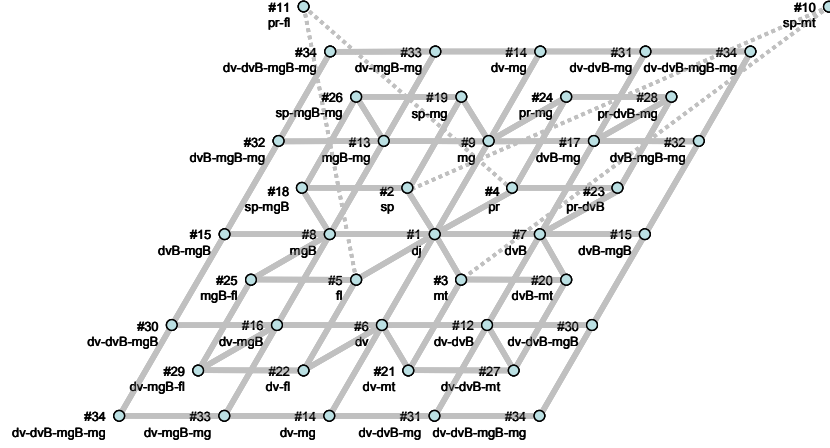 #11
pr-fl
#10
sp-mt
#34
dv-dvB-mgB-mg
#33
dv-mgB-mg
#14
dv-mg
#31
dv-dvB-mg
#34
dv-dvB-mgB-mg
#26
sp-mgB-mg
#19
sp-mg
#24
pr-mg
#28
pr-dvB-mg
#32
dvB-mgB-mg
#13
mgB-mg
#9
mg
#17
dvB-mg
#32
dvB-mgB-mg
#18
sp-mgB
#2
sp
#4
pr
#23
pr-dvB
#15
dvB-mgB
#8
mgB
#1
dj
#7
dvB
#15
dvB-mgB
#25
mgB-fl
#5
fl
#3
mt
#20
dvB-mt
#30
dv-dvB-mgB
#16
dv-mgB
#6
dv
#12
dv-dvB
#30
dv-dvB-mgB
#29
dv-mgB-fl
#22
dv-fl
#21
dv-mt
#27
dv-dvB-mt
#34
dv-dvB-mgB-mg
#33
dv-mgB-mg
#14
dv-mg
#31
dv-dvB-mg
#34
dv-dvB-mgB-mg